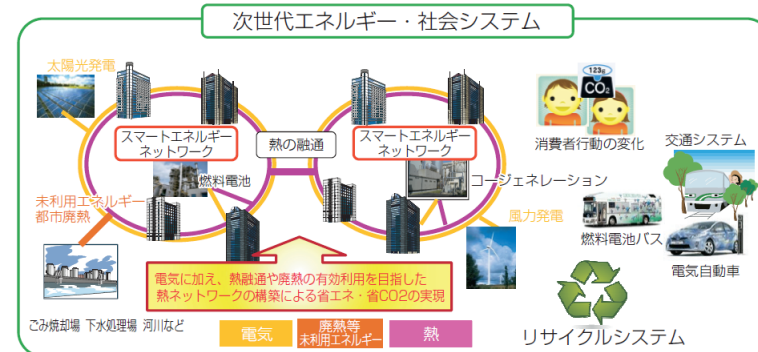 次世代エネルギー・社会システム
太陽光発電
スマートエネルギー
ネットワーク
熱の融通
スマートエネルギー
ネットワーク
123g
CO2
消費者行動の変化
交通システム
燃料電池
コージェネレーション
未利用エネルギー
都市廃熱
風力発電
燃料電池バス
電気自動車
電気に加え、熱融通や廃熱の有効利用を目指した
熱ネットワークの構築による省エネ・省CO2の実現
ごみ焼却場 下水処理場 河川など
電気
廃熱等
未利用エネルギー
熱
リサイクルシステム